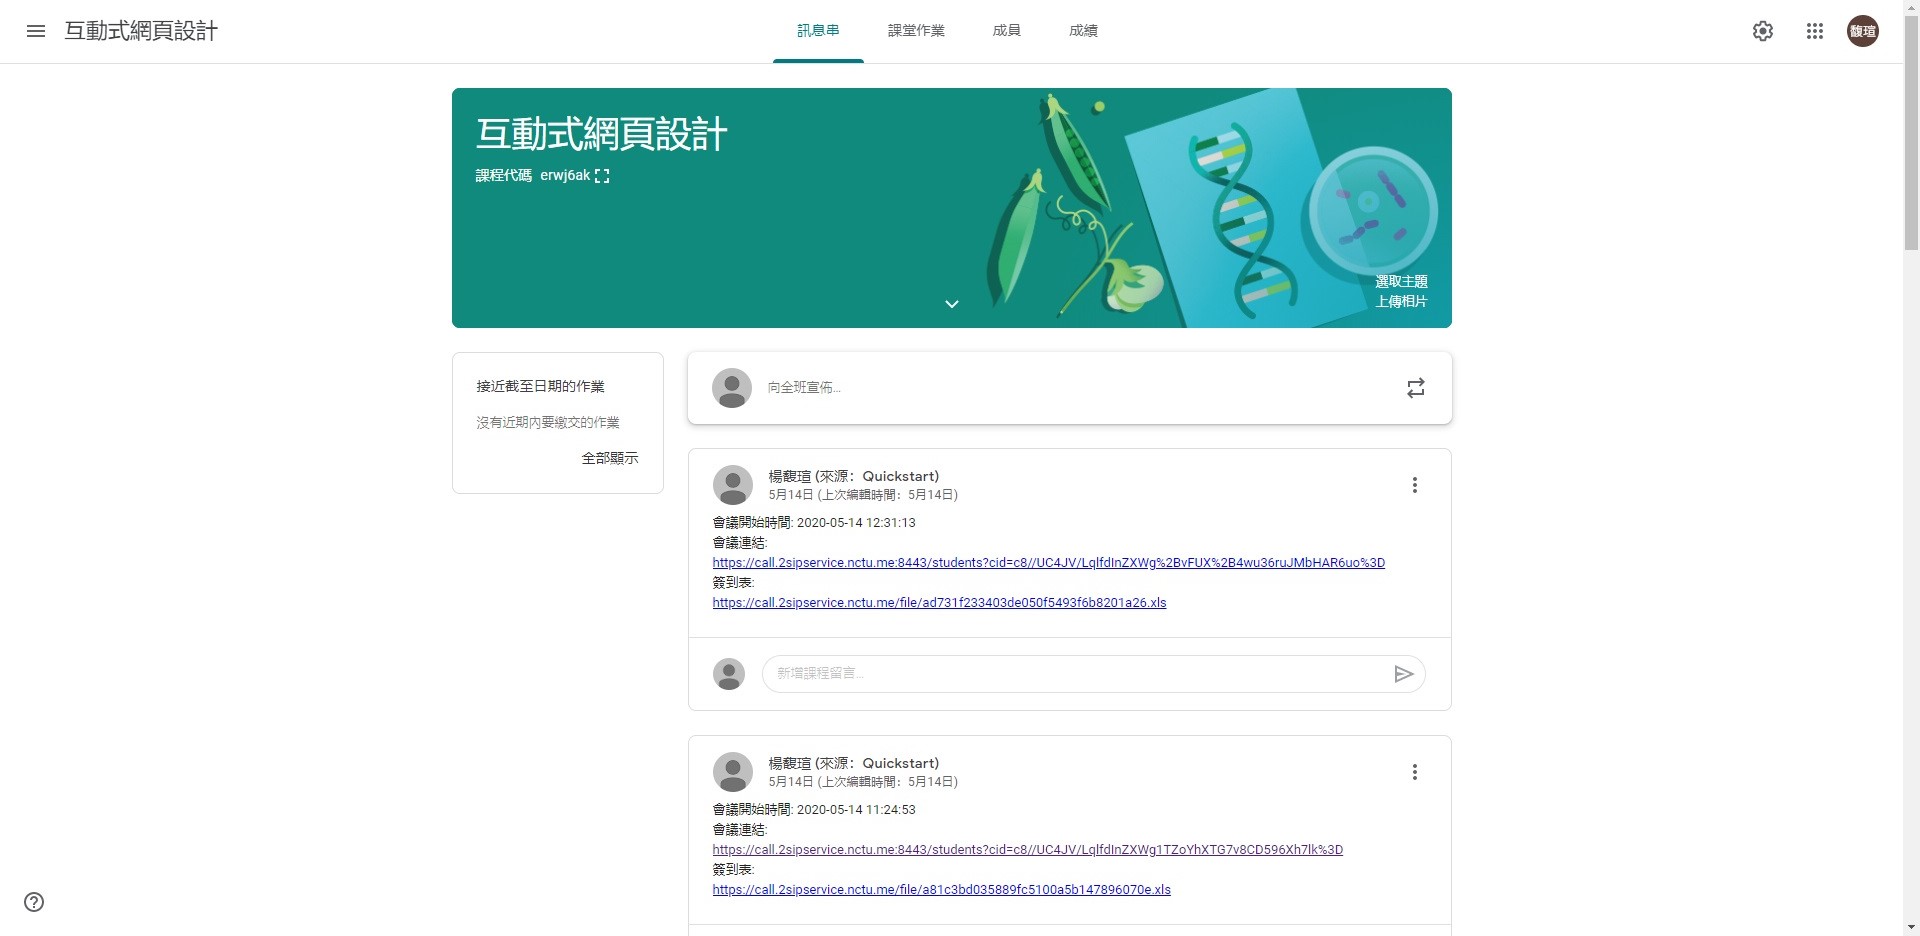 互動式網頁設計
訊息串
課堂作業
成員
成績
馥瑄
互動式網頁設計
課程代碼 erwj6ak
選取主題
上傳相片
接近截至日期的作業
沒有近期內要繳交的作業
全部顯示
向全班宣佈...
楊馥瑄 (來源：Quickstart)
5月14日 (上次編輯時間：5月14日)
會議開始時間: 2020-05-14 12:31:13
會議連結:
https://call.2sipservice.nctu.me:8443/students?cid=c8//UC4JV/LqlfdInZXWg%2BvFUX%2B4wu36ruJMbHAR6uo%3D
簽到表:
https://call.2sipservice.nctu.me/file/ad731f233403de050f5493f6b8201a26.xls
新增課程留言...
楊馥瑄 (來源：Quickstart)
5月14日 (上次編輯時間：5月14日)
會議開始時間: 2020-05-14 11:24:53
會議連結:
https://call.2sipservice.nctu.me:8443/students?cid=c8//UC4JV/LqlfdInZXWg1TZoYhXTG7v8CD596Xh7lk%3D
簽到表:
https://call.2sipservice.nctu.me/file/a81c3bd035889fc5100a5b147896070e.xls